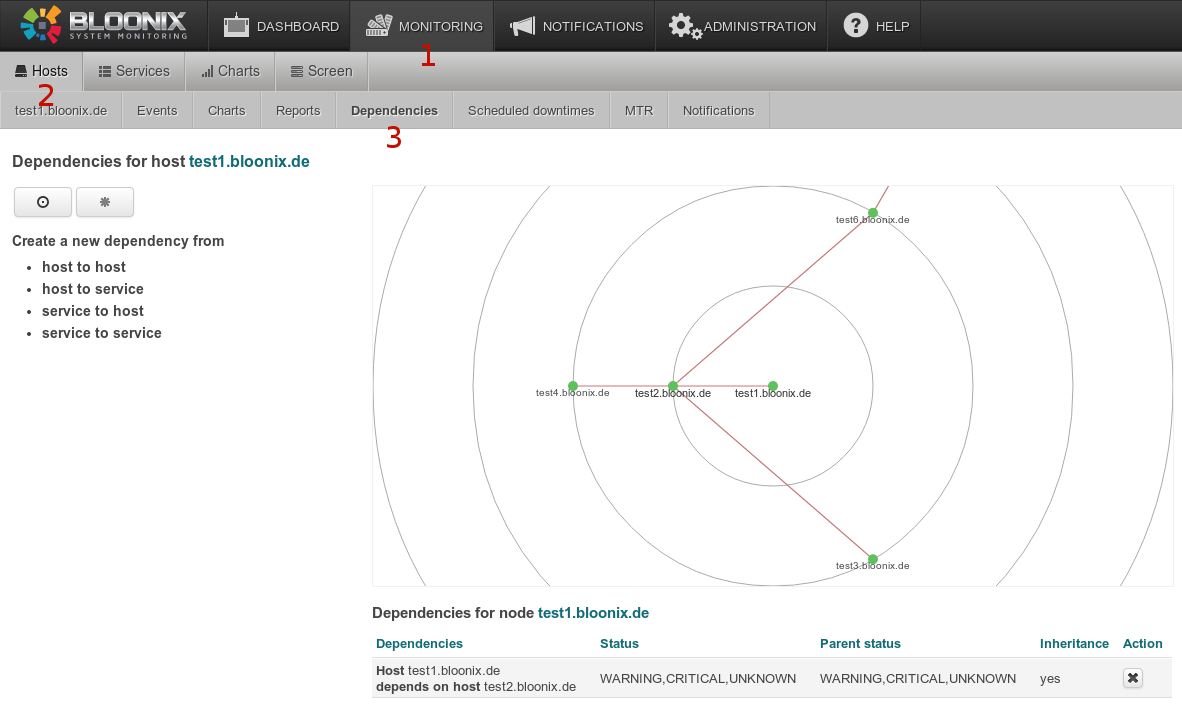 BLOONIX
SYSTEM MONITORING
DASHBOARD
MONITORING
NOTIFICATIONS
ADMINISTRATION
HELP
1
Hosts
Services
Charts
Screen
2
test1.bloonix.de
Events
Charts
Reports
Dependencies
Scheduled downtimes
MTR
Notifications
3
Dependencies for host test1.bloonix.de
Create a new dependency from
host to host
host to service
service to host
service to service
test6.bloonix.de
test4.bloonix.de
test2.bloonix.de
test1.bloonix.de
test3.bloonix.de
Dependencies for node test1.bloonix.de
Dependencies Status Parent status Inheritance Action
Host test1.bloonix.de
depends on host test2.bloonix.de
WARNING,CRITICAL,UNKNOWN WARNING,CRITICAL,UNKNOWN yes